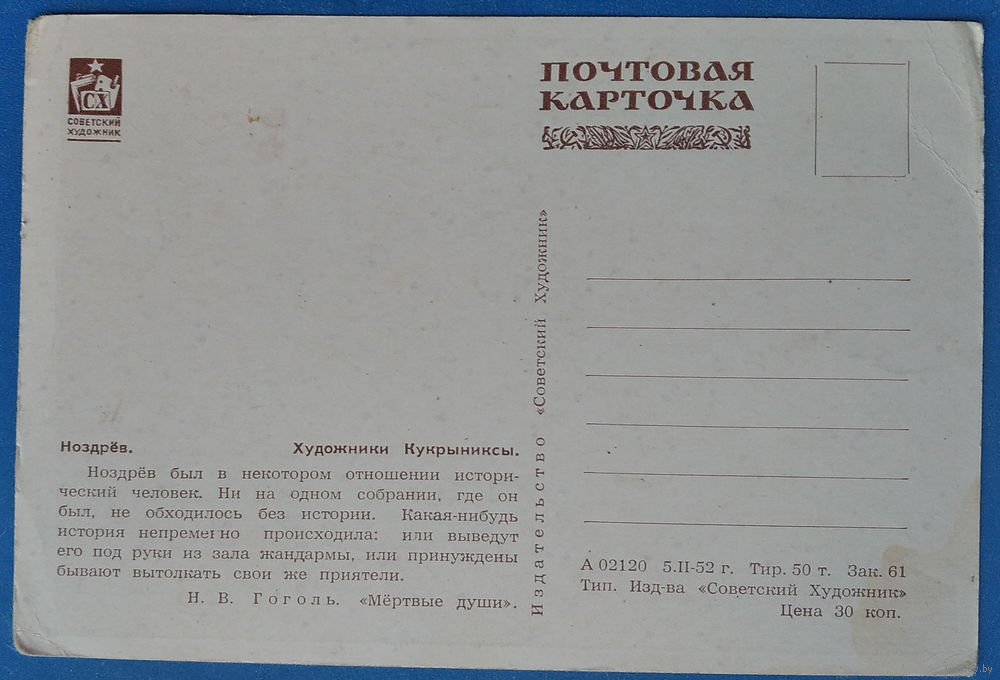 СХ
СОВЕТСКИЙ
ХУДОЖНИК
ПОЧТОВАЯ
КАРТОЧКА
Ноздрёв. Художники Кукрыниксы.
Ноздрёв был в некотором отношении истори-
ческий человек. Ни на одном собрании, где он
был, не обходилось без истории. Какая-нибудь
история непременно происходила: или выведут
его под руки из зала жандармы, или принуждены
бывают вытолкать свои же приятели.
Н. В. Гоголь. «Мёртвые души».
Издательство «Советский Художник»
А 02120 5.II-52 г. Тир. 50 т. Зак. 61
Тип. Изд-ва «Советский Художник»
Цена 30 коп.